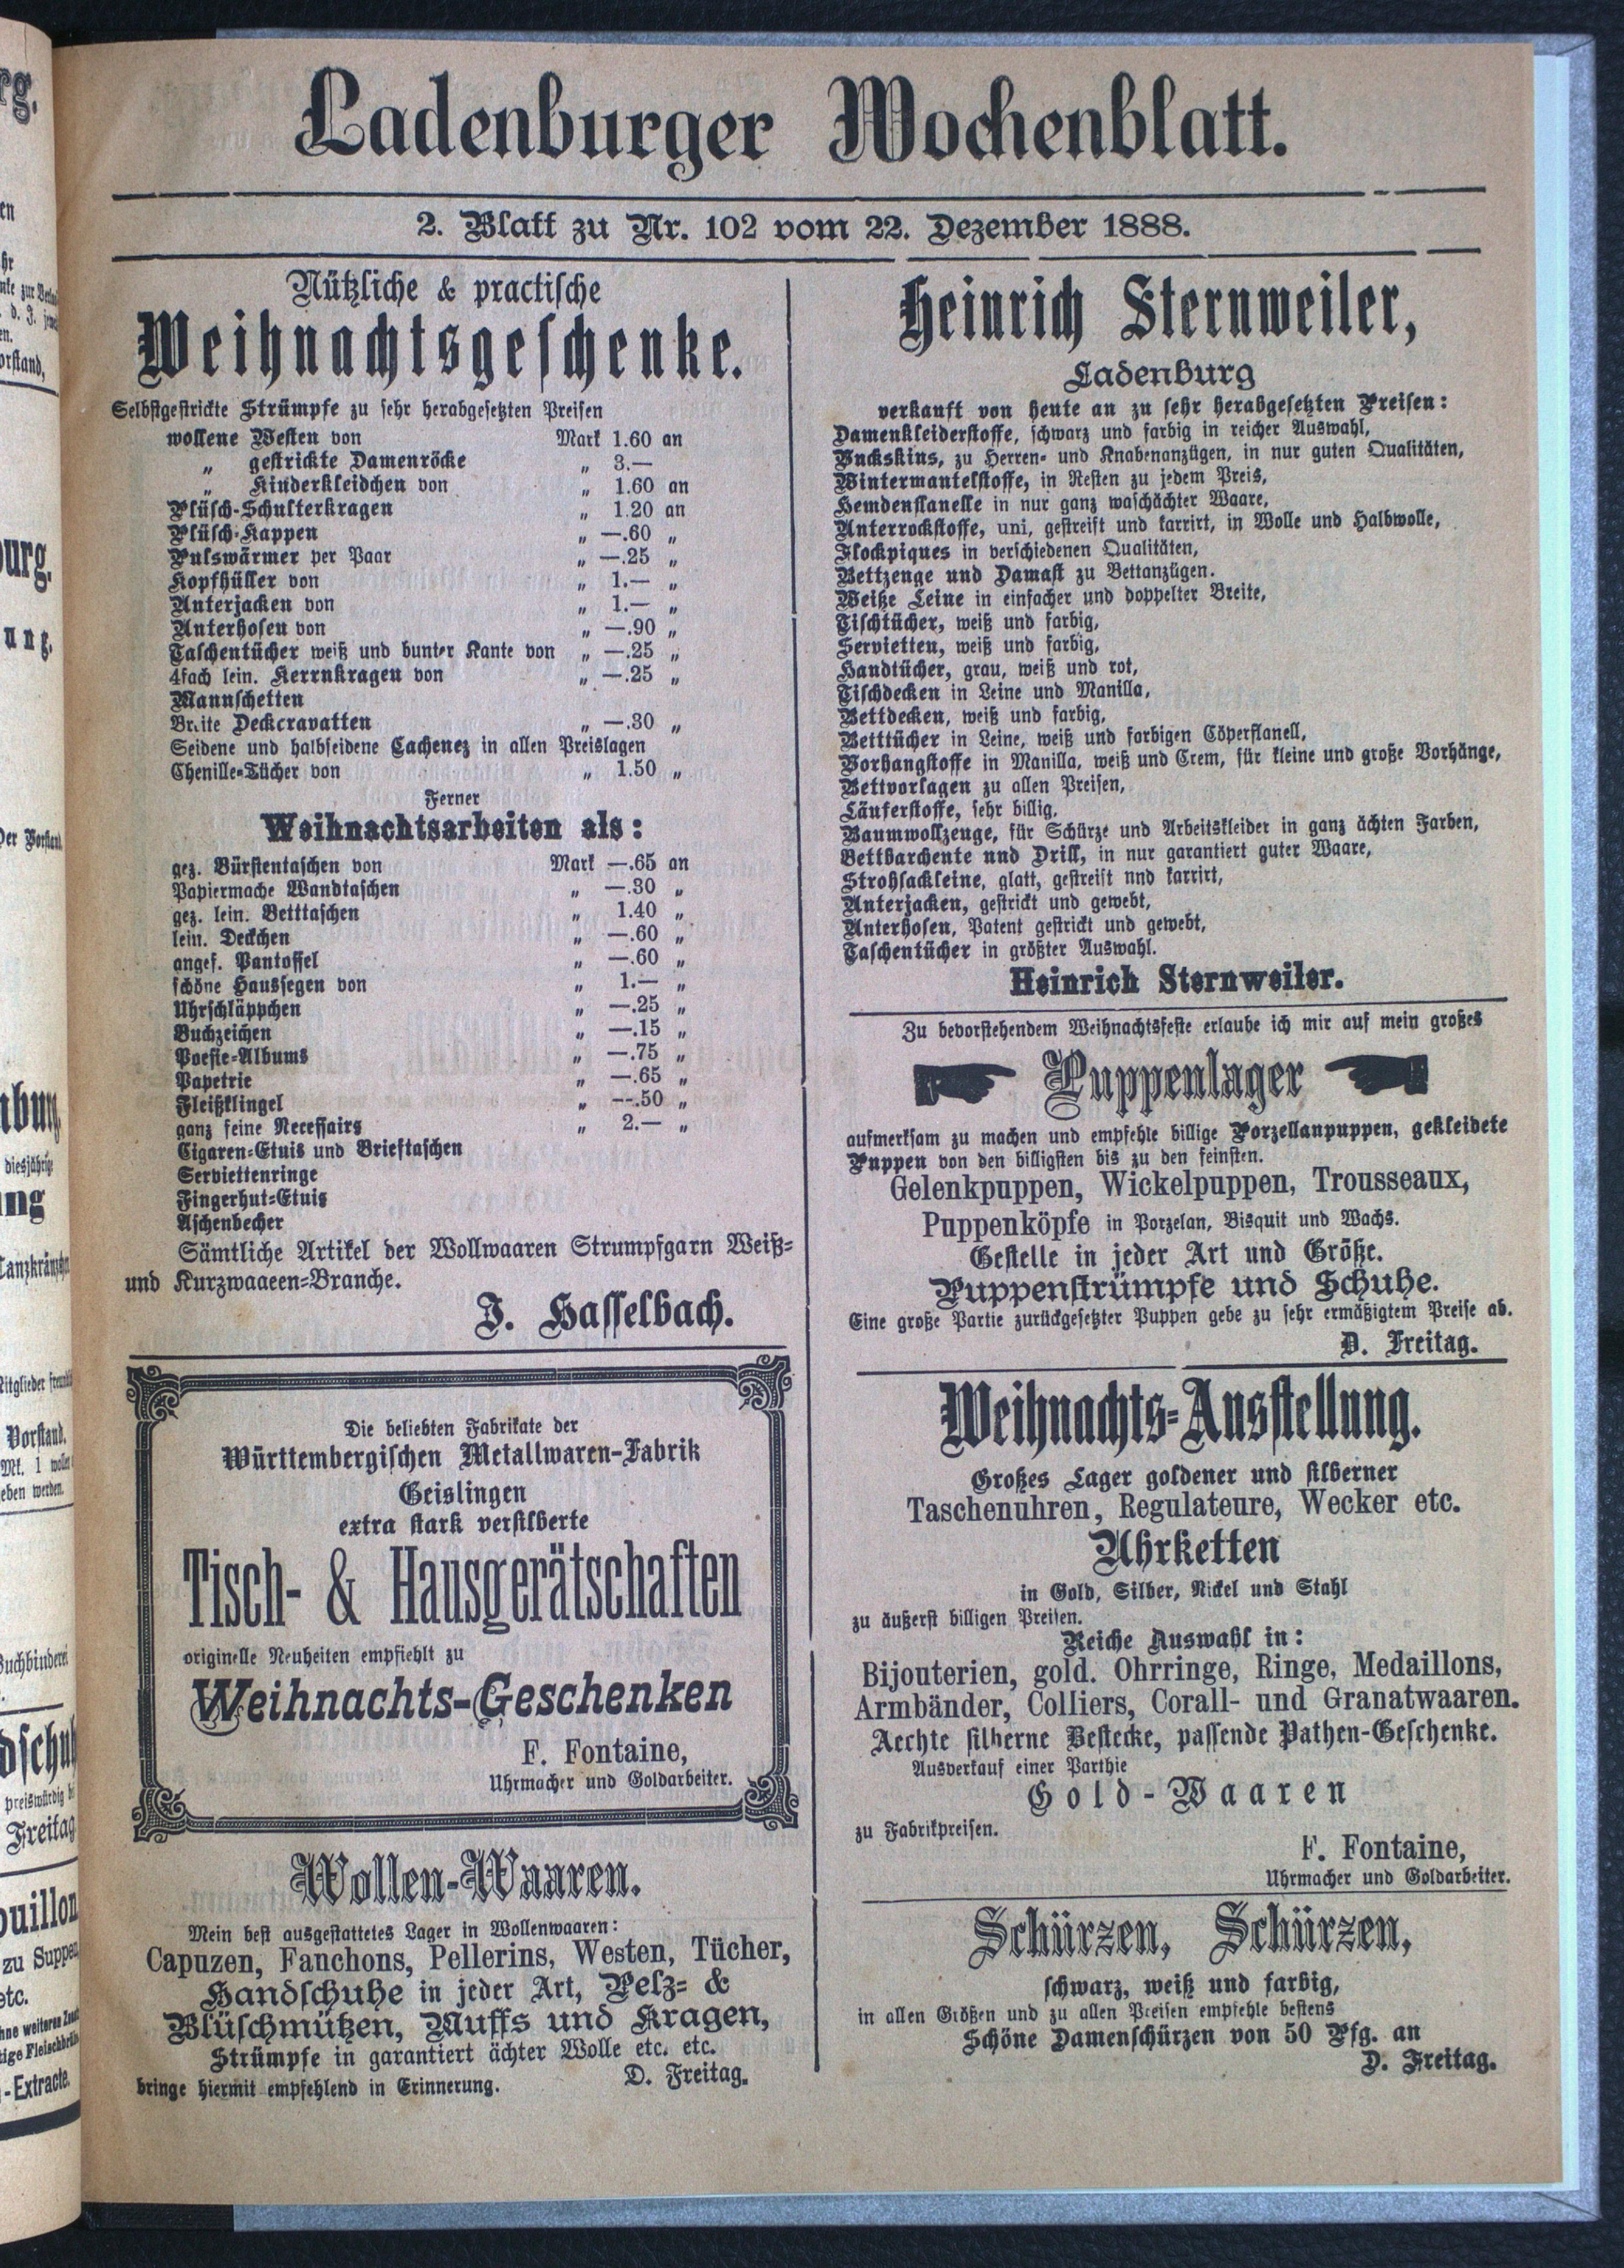 Ladenburger Wochenblatt.
2. Blatt zu Nr. 102 vom 22. Dezember 1888.
Nützliche & practische
Weihnachtsgeschenke.
Selbstgestrickte Strümpfe zu sehr herabgesetzten Preisen
wollene Westen von Mark 1.60 an
„ gestrickte Damenröcke „ 3.—
„ Kinderkleidchen von „ 1.60 an
Plüsch-Schulterkragen „ 1.20 an
Plüsch-Kappen „ —.60 „
Pulswärmer per Paar „ —.25 „
Kopfhüller von „ 1.— „
Unterjacken von „ 1.— „
Unterhosen von „ —.90 „
Taschentücher weiß und bunter Kante von „ —.25 „
4fach lein. Herrnkragen von „ —.25 „
Mannschetten
Breite Deckcravatten „ —.30 „
Seidene und halbseidene Cachenez in allen Preislagen
Chenille-Tücher von „ 1.50 „
Ferner
Weihnachtsarbeiten als:
gez. Bürstentaschen von Mark —.65 an
Papiermache Wandtaschen „ —.30 „
gez. lein. Betttaschen „ 1.40 „
lein. Deckchen „ —.60 „
angef. Pantoffel „ —.60 „
schöne Haussegen von „ 1.— „
Uhrschläppchen „ —.25 „
Buchzeichen „ —.15 „
Poesie-Albums „ —.75 „
Papetrie „ —.65 „
Fleißklingel „ —.50 „
ganz feine Necessairs „ 2.— „
Cigaren-Etuis und Brieftaschen
Serviettenringe
Fingerhut-Etuis
Aschenbecher
Sämtliche Artikel der Wollwaaren Strumpfgarn Weiß-
und Kurzwaaeen-Branche.
J. Hasselbach.
Die beliebten Fabrikate der
Württembergischen Metallwaren-Fabrik
Geislingen
extra stark versilberte
Tisch- & Hausgerätschaften
originelle Neuheiten empfiehlt zu
Weihnachts-Geschenken
F. Fontaine,
Uhrmacher und Goldarbeiter.
Wollen-Waaren.
Mein best ausgestattetes Lager in Wollenwaaren:
Capuzen, Fanchons, Pellerins, Westen, Tücher,
Handschuhe in jeder Art, Pelz- &
Plüschmützen, Muffs und Kragen,
Strümpfe in garantiert ächter Wolle etc. etc.
bringe hiermit empfehlend in Erinnerung. D. Freitag.
Heinrich Sternweiler,
Ladenburg
verkauft von heute an zu sehr herabgesetzten Preisen:
Damenkleiderstoffe, schwarz und farbig in reicher Auswahl,
Buckskins, zu Herren- und Knabenanzügen, in nur guten Qualitäten,
Wintermantelstoffe, in Resten zu jedem Preis,
Hemdenflanelle in nur ganz waschächter Waare,
Unterrockstoffe, uni, gestreift und karrirt, in Wolle und Halbwolle,
Flockpiques in verschiedenen Qualitäten,
Bettzenge und Damast zu Bettanzügen.
Weiße Leine in einfacher und doppelter Breite,
Tischtücher, weiß und farbig,
Servietten, weiß und farbig,
Handtücher, grau, weiß und rot,
Tischdecken in Leine und Manilla,
Bettdecken, weiß und farbig,
Betttücher in Leine, weiß und farbigen Cöperflanell,
Vorhangstoffe in Manilla, weiß und Crem, für kleine und große Vorhänge,
Bettvorlagen zu allen Preisen,
Läuferstoffe, sehr billig,
Baumwollzeuge, für Schürze und Arbeitskleider in ganz ächten Farben,
Bettbarchente und Drill, in nur garantiert guter Waare,
Strohsackleine, glatt, gestreift nnd karrirt,
Unterjacken, gestrickt und gewebt,
Unterhosen, Patent gestrickt und gewebt,
Taschentücher in größter Auswahl.
Heinrich Sternweiler.
Zu bevorstehendem Weihnachtsfeste erlaube ich mir auf mein großes
Puppenlager
aufmerksam zu machen und empfehle billige Porzellanpuppen, gekleidete
Puppen von den billigsten bis zu den feinsten.
Gelenkpuppen, Wickelpuppen, Trousseaux,
Puppenköpfe in Porzelan, Bisquit und Wachs.
Gestelle in jeder Art und Größe.
Puppenstrümpfe und Schuhe.
Eine große Partie zurückgesetzter Puppen gebe zu sehr ermäßigtem Preise ab.
D. Freitag.
Weihnachts-Ausstellung.
Großes Lager goldener und silberner
Taschenuhren, Regulateure, Wecker etc.
Uhrketten
in Gold, Silber, Nickel und Stahl
zu äußerst billigen Preisen.
Reiche Auswahl in:
Bijouterien, gold. Ohrringe, Ringe, Medaillons,
Armbänder, Colliers, Corall- und Granatwaaren.
Aechte silberne Bestecke, passende Pathen-Geschenke.
Ausverkauf einer Parthie
Gold-Waaren
zu Fabrikpreisen.
F. Fontaine,
Uhrmacher und Goldarbeiter.
Schürzen, Schürzen,
schwarz, weiß und farbig,
in allen Größen und zu allen Preisen empfehle bestens
Schöne Damenschürzen von 50 Pfg. an
D. Freitag.